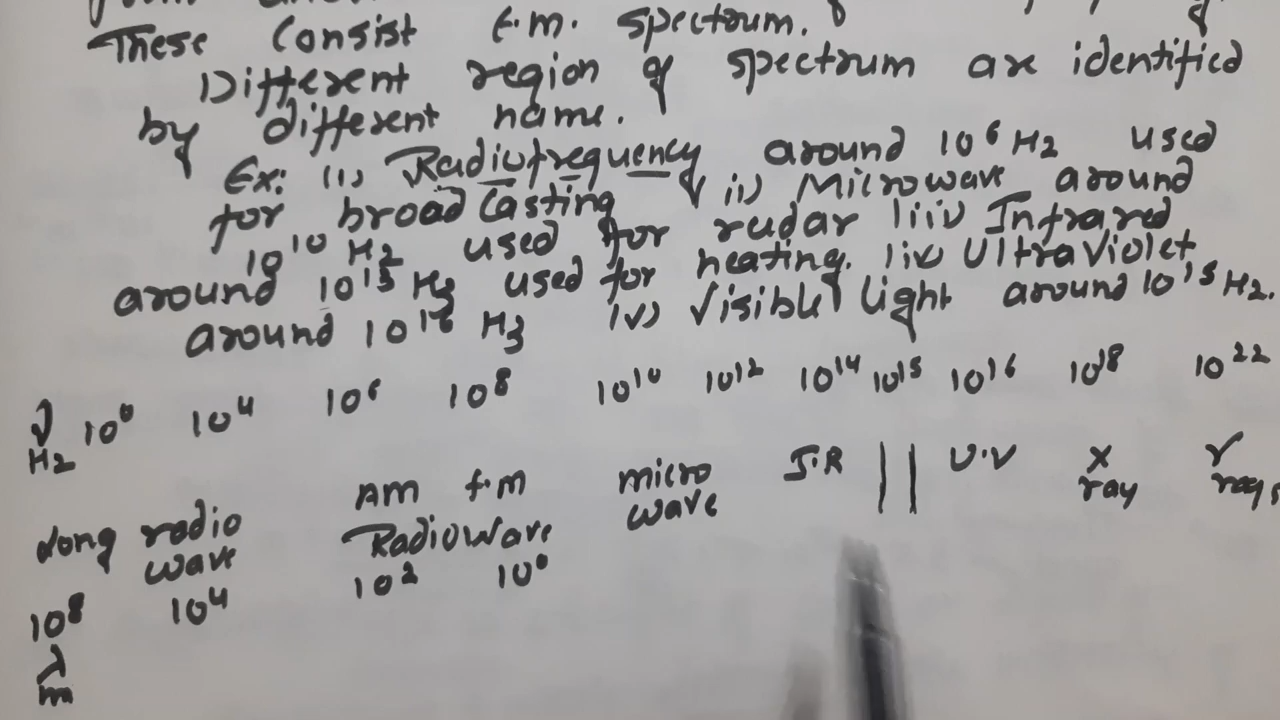 These Consist E.m. spectrum.
Different region of spectrum are identified
by different name.
Ex: (i) Radiofrequency around 10⁶ Hz used
for broadcasting ii) Microwave around
10¹⁰ Hz used for radar (iii) Infrared
around 10¹³ Hz used for heating. (iv) Ultraviolet
around 10¹⁶ Hz (v) Visible light around 10¹⁵ Hz.
ν 10⁰ 10⁴ 10⁶ 10⁸ 10¹⁰ 10¹² 10¹⁴ 10¹⁵ 10¹⁶ 10¹⁸ 10²²
Hz
Long radio wave AM F.M RadioWave micro wave I.R U.V X ray γ rays
10⁸ 10⁴ 10² 10⁰
λ
m